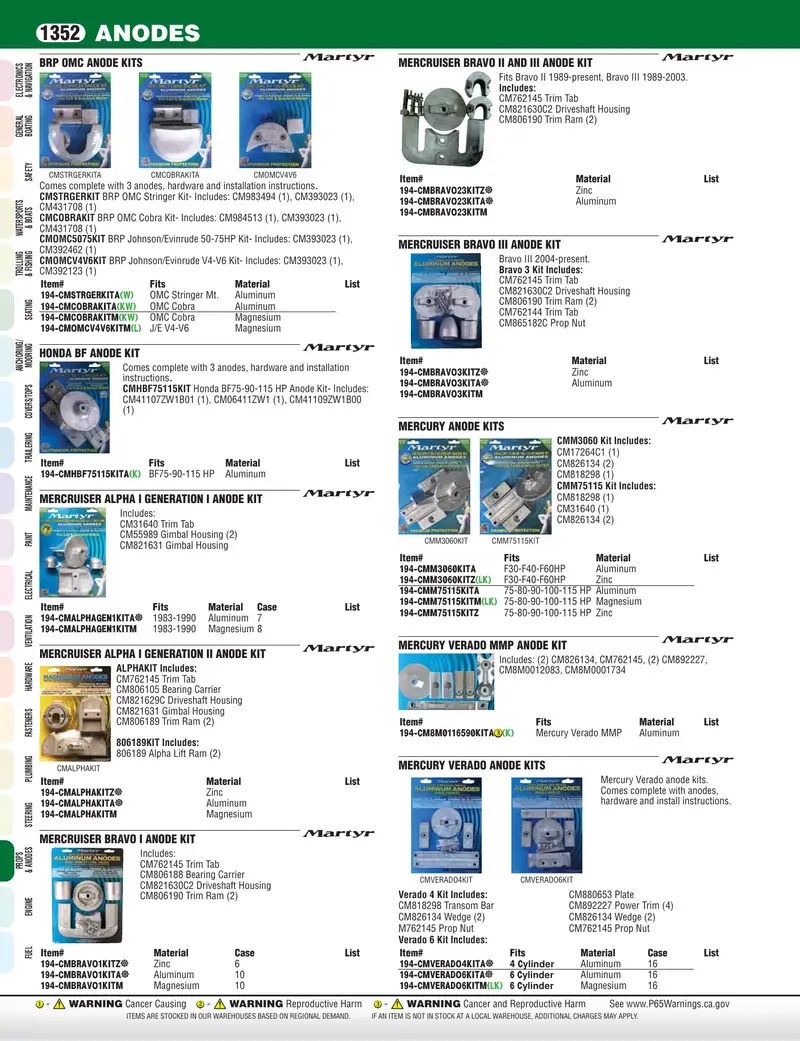 1352 ANODES
ELECTRONICS
& NAVIGATION
GENERAL
BOATING
SAFETY
WATERSPORTS
& BOATS
TROLLING
& FISHING
SEATING
ANCHORING/
MOORING
COVERS/TOPS
TRAILERING
MAINTENANCE
PAINT
ELECTRICAL
VENTILATION
HARDWARE
FASTENERS
PLUMBING
STEERING
PROPS
& ANODES
ENGINE
FUEL
BRP OMC ANODE KITS Martyr
CMSTRGERKITA CMCOBRAKITA CMOMCV4V6
Comes complete with 3 anodes, hardware and installation instructions.
CMSTRGERKIT BRP OMC Stringer Kit- Includes: CM983494 (1), CM393023 (1),
CM431708 (1)
CMCOBRAKIT BRP OMC Cobra Kit- Includes: CM984513 (1), CM393023 (1),
CM431708 (1)
CMOMC5075KIT BRP Johnson/Evinrude 50-75HP Kit- Includes: CM393023 (1),
CM392462 (1)
CMOMCV4V6KIT BRP Johnson/Evinrude V4-V6 Kit- Includes: CM393023 (1),
CM392123 (1)
Item# Fits Material List
194-CMSTRGERKITA(W) OMC Stringer Mt. Aluminum
194-CMCOBRAKITA(KW) OMC Cobra Aluminum
194-CMCOBRAKITM(KW) OMC Cobra Magnesium
194-CMOMCV4V6KITM(L) J/E V4-V6 Magnesium
HONDA BF ANODE KIT Martyr
Comes complete with 3 anodes, hardware and installation
instructions.
CMHBF75115KIT Honda BF75-90-115 HP Anode Kit- Includes:
CM41107ZW1B01 (1), CM06411ZW1 (1), CM41109ZW1B00
(1)
Item# Fits Material List
194-CMHBF75115KITA(K) BF75-90-115 HP Aluminum
MERCRUISER ALPHA I GENERATION I ANODE KIT Martyr
Includes:
CM31640 Trim Tab
CM55989 Gimbal Housing (2)
CM821631 Gimbal Housing
Item# Fits Material Case List
194-CMALPHAGEN1KITA 1983-1990 Aluminum 7
194-CMALPHAGEN1KITM 1983-1990 Magnesium 8
MERCRUISER ALPHA I GENERATION II ANODE KIT Martyr
ALPHAKIT Includes:
CM762145 Trim Tab
CM806105 Bearing Carrier
CM821629C Driveshaft Housing
CM821631 Gimbal Housing
CM806189 Trim Ram (2)
806189KIT Includes:
806189 Alpha Lift Ram (2)
CMALPHAKIT
Item# Material List
194-CMALPHAKITZ Zinc
194-CMALPHAKITA Aluminum
194-CMALPHAKITM Magnesium
MERCRUISER BRAVO I ANODE KIT Martyr
Includes:
CM762145 Trim Tab
CM806188 Bearing Carrier
CM821630C2 Driveshaft Housing
CM806190 Trim Ram (2)
Item# Material Case List
194-CMBRAVO1KITZ Zinc 6
194-CMBRAVO1KITA Aluminum 10
194-CMBRAVO1KITM Magnesium 10
MERCRUISER BRAVO II AND III ANODE KIT Martyr
Fits Bravo II 1989-present, Bravo III 1989-2003.
Includes:
CM762145 Trim Tab
CM821630C2 Driveshaft Housing
CM806190 Trim Ram (2)
Item# Material List
194-CMBRAVO23KITZ Zinc
194-CMBRAVO23KITA Aluminum
194-CMBRAVO23KITM
MERCRUISER BRAVO III ANODE KIT Martyr
Bravo III 2004-present.
Bravo 3 Kit Includes:
CM762145 Trim Tab
CM821630C2 Driveshaft Housing
CM806190 Trim Ram (2)
CM762144 Trim Tab
CM865182C Prop Nut
Item# Material List
194-CMBRAVO3KITZ Zinc
194-CMBRAVO3KITA Aluminum
194-CMBRAVO3KITM
MERCURY ANODE KITS Martyr
CMM3060 Kit Includes:
CM17264C1 (1)
CM826134 (2)
CM818298 (1)
CMM75115 Kit Includes:
CM818298 (1)
CM31640 (1)
CM826134 (2)
CMM3060KIT CMM75115KIT
Item# Fits Material List
194-CMM3060KITA F30-F40-F60HP Aluminum
194-CMM3060KITZ(LK) F30-F40-F60HP Zinc
194-CMM75115KITA 75-80-90-100-115 HP Aluminum
194-CMM75115KITM(LK) 75-80-90-100-115 HP Magnesium
194-CMM75115KITZ 75-80-90-100-115 HP Zinc
MERCURY VERADO MMP ANODE KIT Martyr
Includes: (2) CM826134, CM762145, (2) CM892227,
CM8M0012083, CM8M0001734
Item# Fits Material List
194-CM8M0116590KITA3(K) Mercury Verado MMP Aluminum
MERCURY VERADO ANODE KITS Martyr
Mercury Verado anode kits.
Comes complete with anodes,
hardware and install instructions.
CMVERADO4KIT CMVERADO6KIT
Verado 4 Kit Includes:
CM818298 Transom Bar
CM826134 Wedge (2)
M762145 Prop Nut
Verado 6 Kit Includes:
CM880653 Plate
CM892227 Power Trim (4)
CM826134 Wedge (2)
CM762145 Prop Nut
Item# Fits Material Case List
194-CMVERADO4KITA 4 Cylinder Aluminum 16
194-CMVERADO6KITA 6 Cylinder Aluminum 16
194-CMVERADO6KITM(LK) 6 Cylinder Magnesium 16
1 - WARNING Cancer Causing 2 - WARNING Reproductive Harm 3 - WARNING Cancer and Reproductive Harm See www.P65Warnings.ca.gov
ITEMS ARE STOCKED IN OUR WAREHOUSES BASED ON REGIONAL DEMAND. IF AN ITEM IS NOT IN STOCK AT A LOCAL WAREHOUSE, ADDITIONAL CHARGES MAY APPLY.